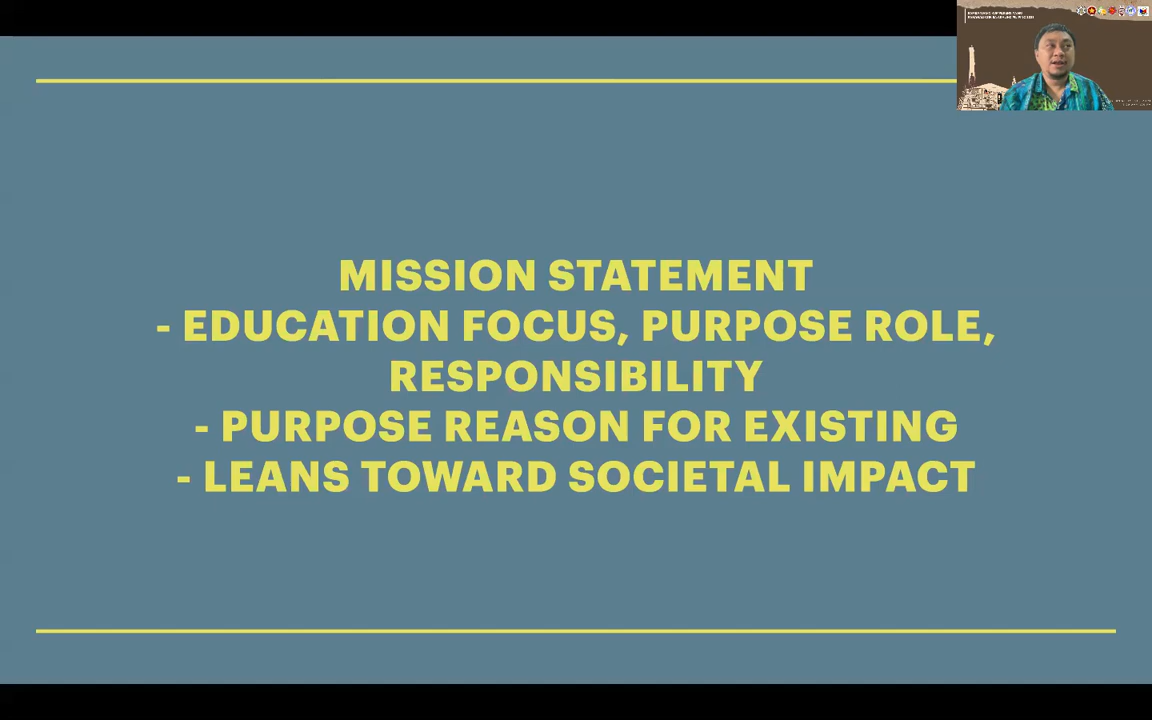 MISSION STATEMENT
- EDUCATION FOCUS, PURPOSE ROLE,
RESPONSIBILITY
- PURPOSE REASON FOR EXISTING
- LEANS TOWARD SOCIETAL IMPACT